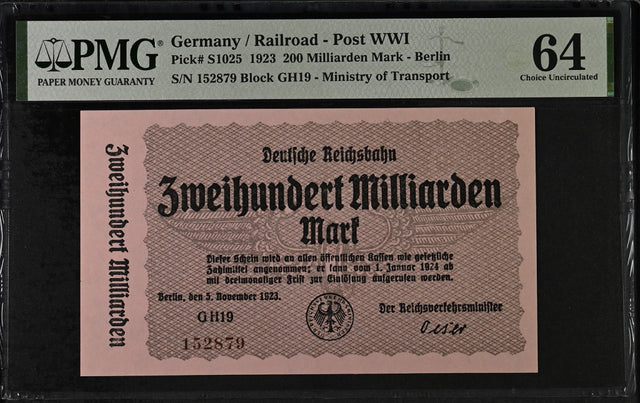 PMG®
PAPER MONEY GUARANTY
Germany / Railroad - Post WWI
Pick# S1025 1923 200 Milliarden Mark - Berlin
S/N 152879 Block GH19 - Ministry of Transport
64
Choice Uncirculated
Zweihundert Milliarden
Deutsche Reichsbahn
Zweihundert Milliarden
Mark
Dieser Schein wird an allen öffentlichen Kassen wie gesetzliche
Zahlmittel angenommen; er kann vom 1. Januar 1924 ab
mit dreimonatiger Frist zur Einlösung aufgerufen werden.
Berlin, den 5. November 1923.
Der Reichsverkehrsminister
GH19
Oeser
152879